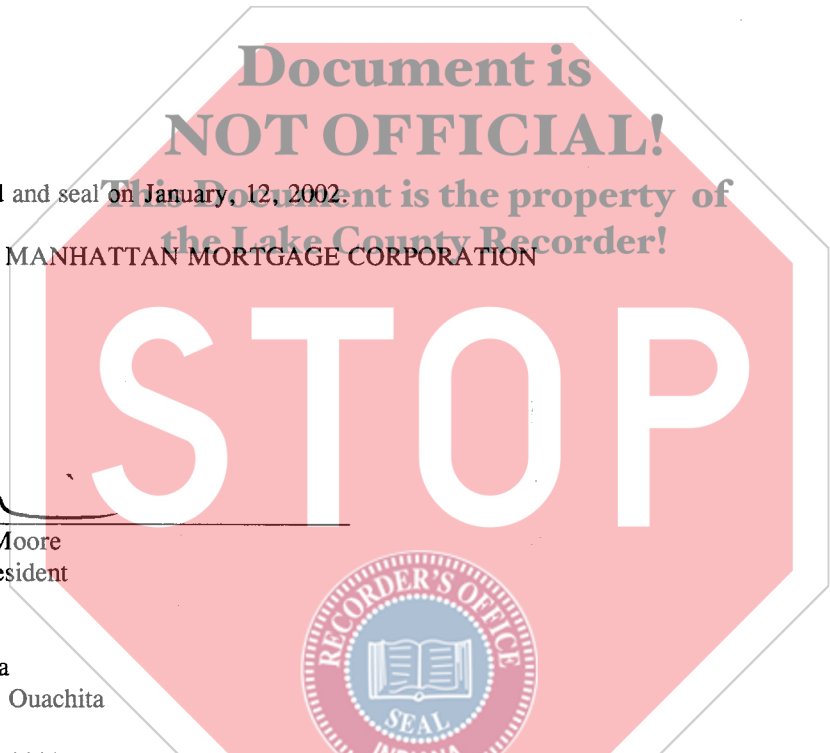 Document is
NOT OFFICIAL!
and seal on January, 12, 2002.
This Document is the property of
the Lake County Recorder!
MANHATTAN MORTGAGE CORPORATION
STOP
Moore
RECORDER'S OFFICE
Ouachita
SEAL
INDIANA